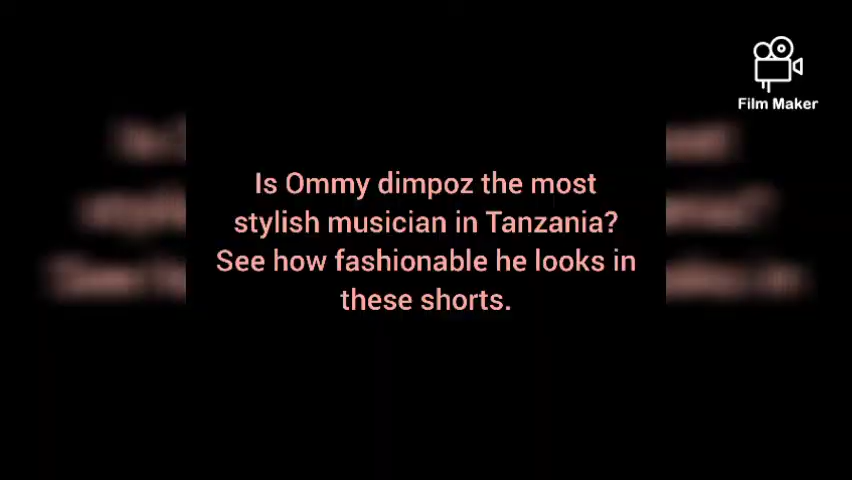 Film Maker
Is Ommy dimpoz the most
stylish musician in Tanzania?
See how fashionable he looks in
these shorts.